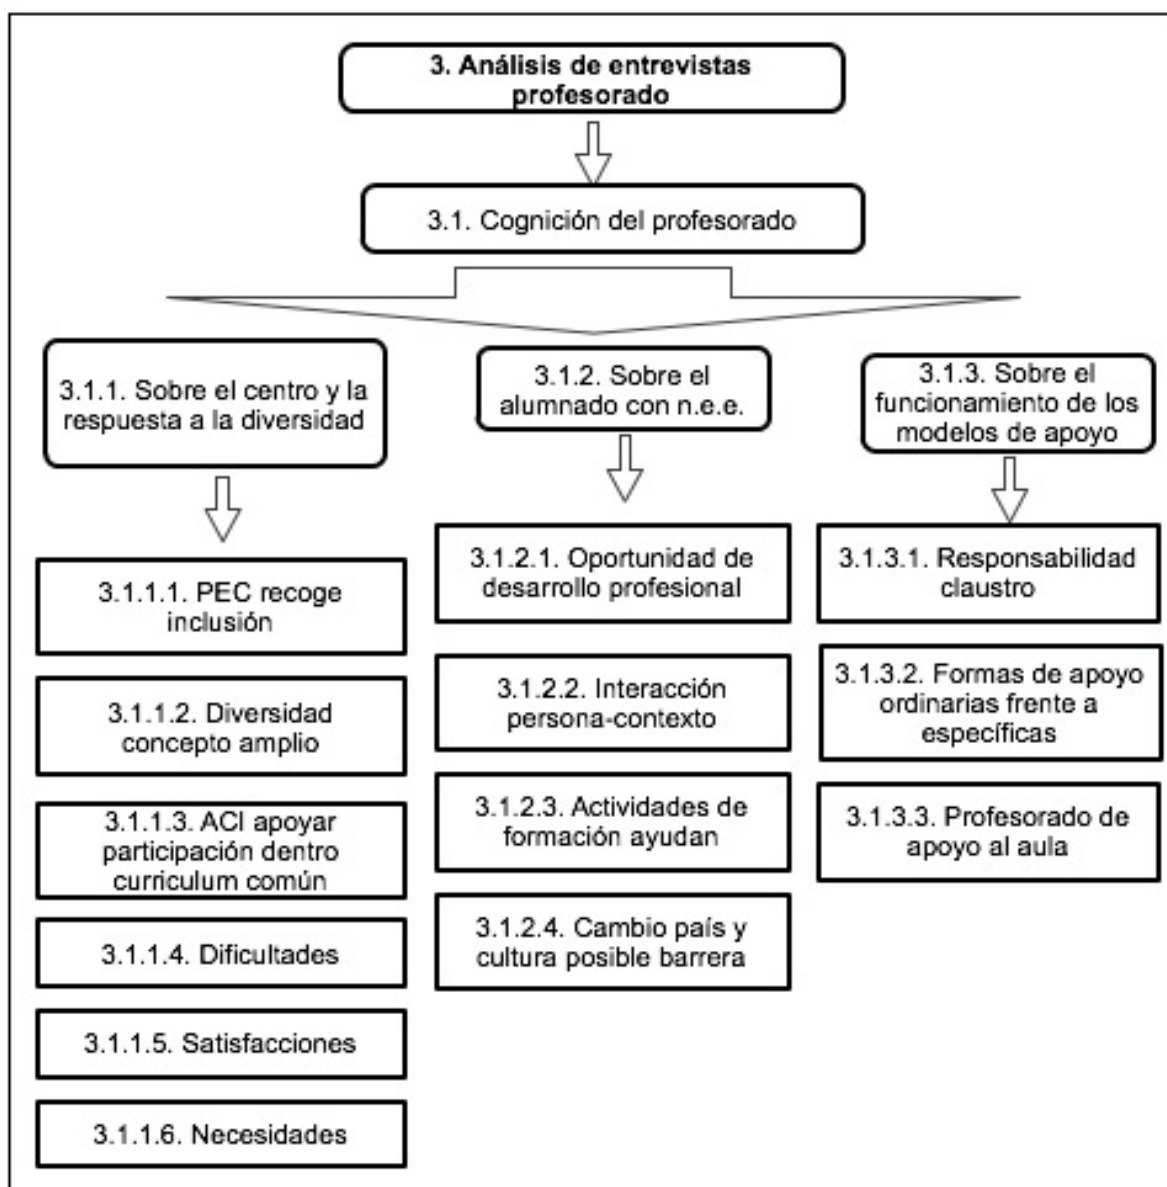 3. Análisis de entrevistas
profesorado
3.1. Cognición del profesorado
3.1.1. Sobre el centro y la
respuesta a la diversidad
3.1.1.1. PEC recoge
inclusión
3.1.1.2. Diversidad
concepto amplio
3.1.1.3. ACI apoyar
participación dentro
curriculum común
3.1.1.4. Dificultades
3.1.1.5. Satisfacciones
3.1.1.6. Necesidades
3.1.2. Sobre el
alumnado con n.e.e.
3.1.2.1. Oportunidad de
desarrollo profesional
3.1.2.2. Interacción
persona-contexto
3.1.2.3. Actividades de
formación ayudan
3.1.2.4. Cambio país y
cultura posible barrera
3.1.3. Sobre el
funcionamiento de los
modelos de apoyo
3.1.3.1. Responsabilidad
claustro
3.1.3.2. Formas de apoyo
ordinarias frente a
específicas
3.1.3.3. Profesorado de
apoyo al aula